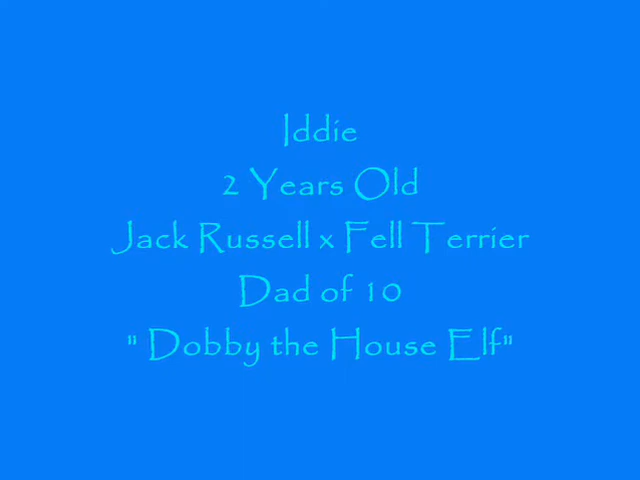 Iddie
2 Years Old
Jack Russell x Fell Terrier
Dad of 10
" Dobby the House Elf"